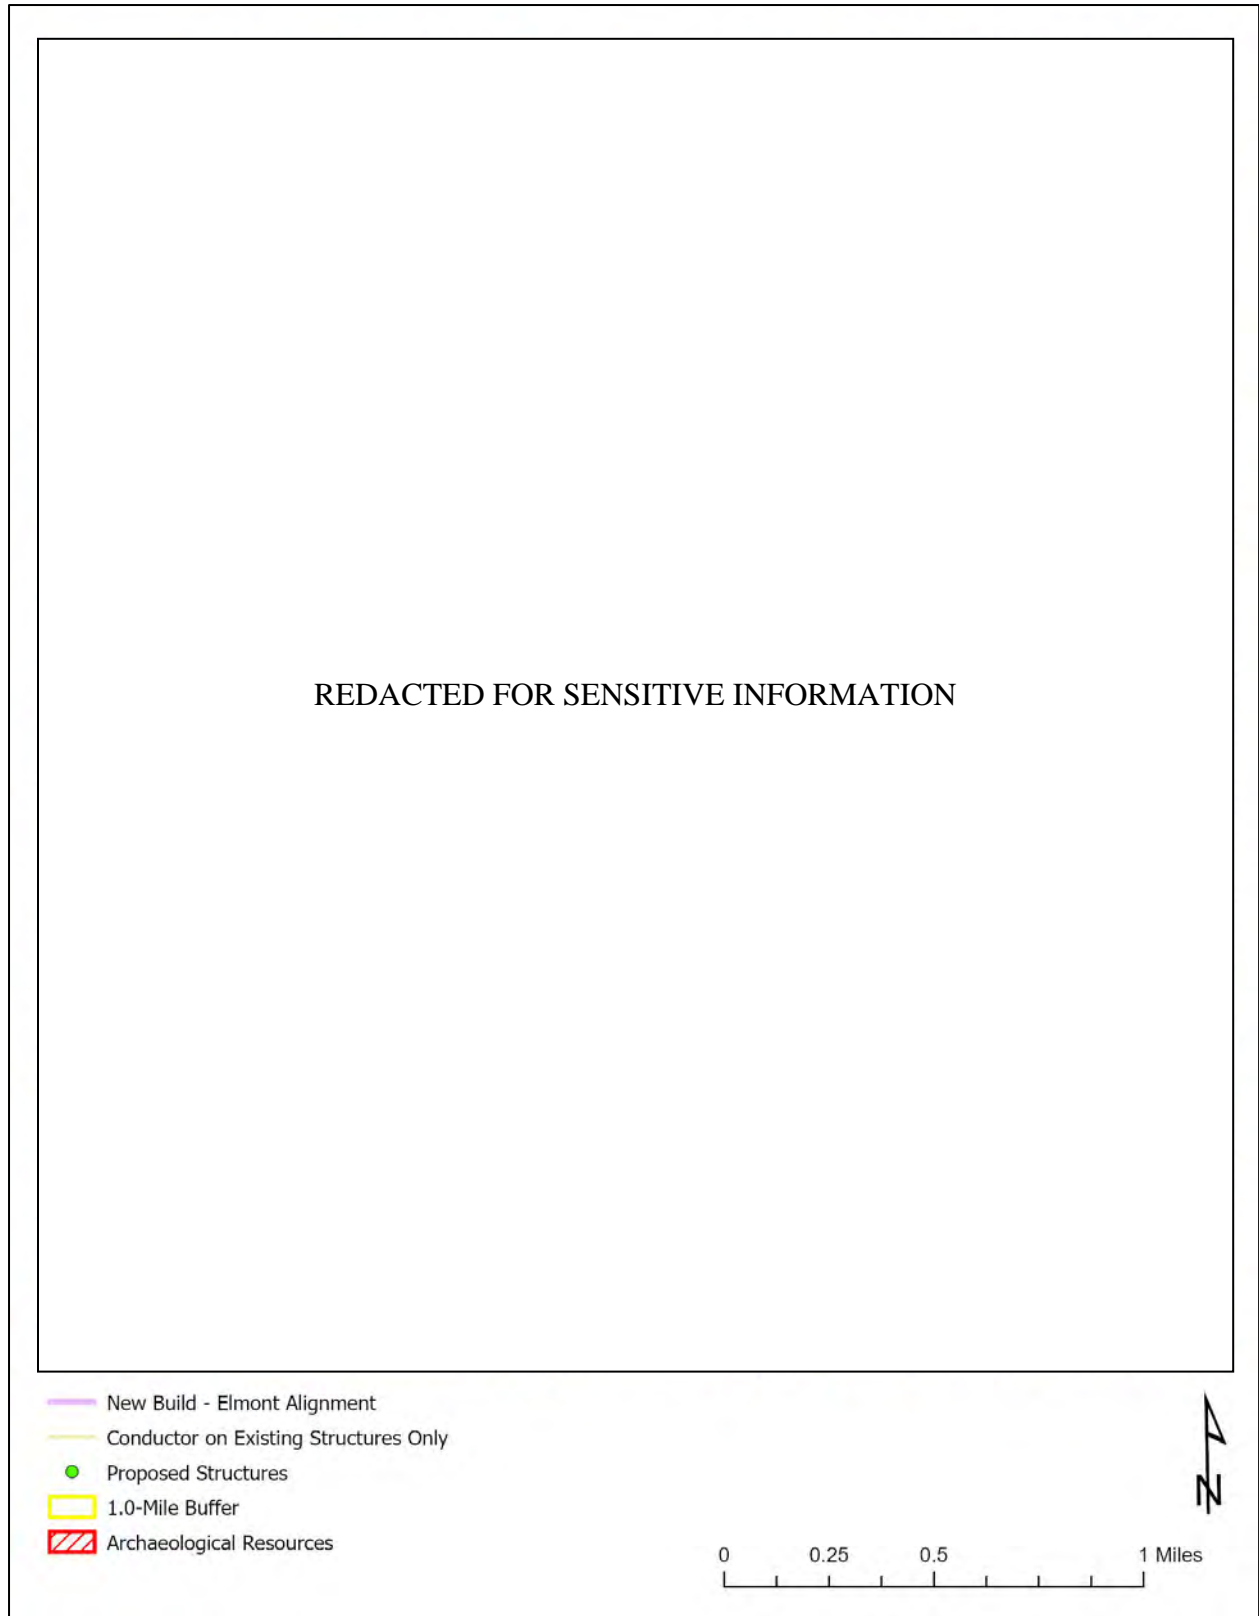 REDACTED FOR SENSITIVE INFORMATION
New Build - Elmont Alignment
Conductor on Existing Structures Only
Proposed Structures
1.0-Mile Buffer
Archaeological Resources
N
0 0.25 0.5 1 Miles